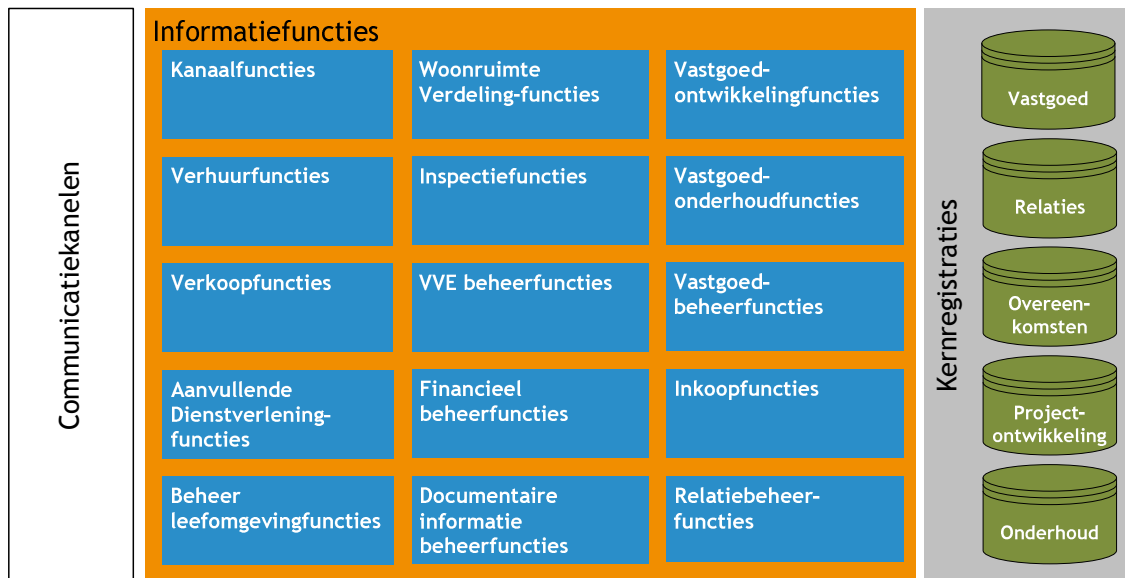 Communicatiekanelen
Informatiefuncties
Kanaalfuncties
Woonruimte
Verdeling-functies
Vastgoed-
ontwikkelingfuncties
Verhuurfuncties
Inspectiefuncties
Vastgoed-
onderhoudfuncties
Verkoopfuncties
VVE beheerfuncties
Vastgoed-
beheerfuncties
Aanvullende
Dienstverlening-
functies
Financieel
beheerfuncties
Inkoopfuncties
Beheer
leefomgevingfuncties
Documentaire
informatie
beheerfuncties
Relatiebeheer-
functies
Kernregistraties
Vastgoed
Relaties
Overeen-
komsten
Project-
ontwikkeling
Onderhoud